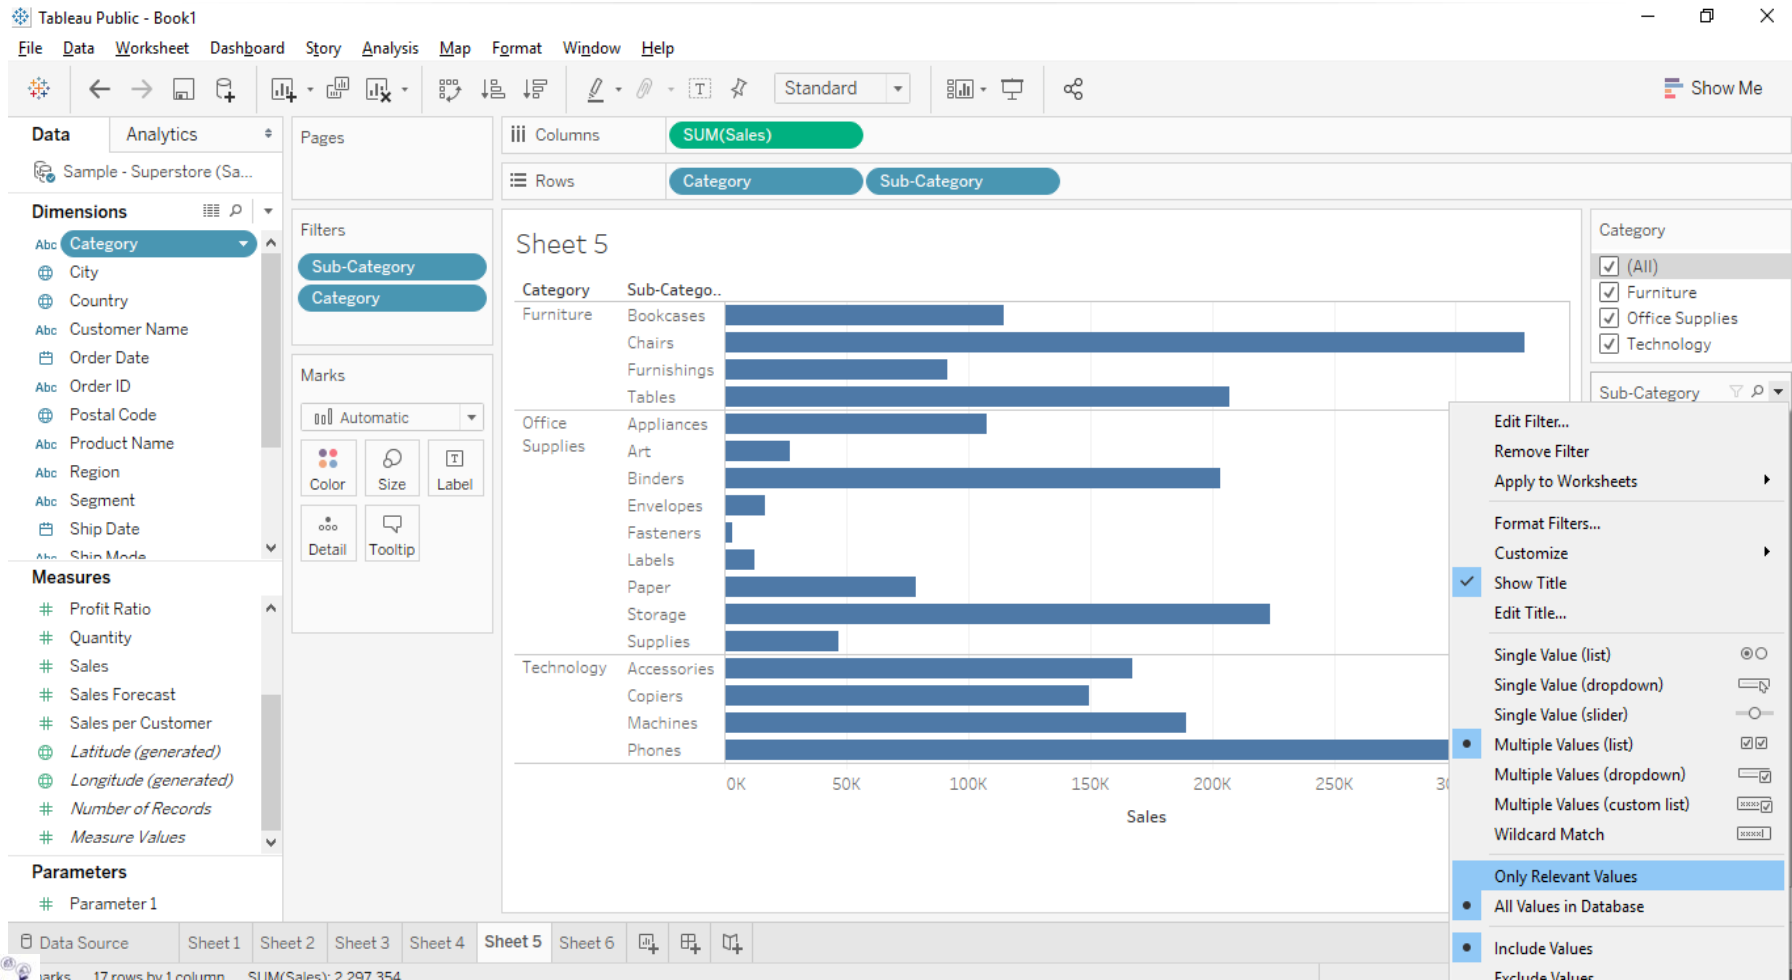 Tableau Public - Book1
File Data Worksheet Dashboard Story Analysis Map Format Window Help
Standard
Show Me
Data Analytics
Sample - Superstore (Sa...
Dimensions
Abc Category
City
Country
Abc Customer Name
Order Date
Abc Order ID
Postal Code
Abc Product Name
Abc Region
Abc Segment
Ship Date
Abc Ship Mode
Measures
# Profit Ratio
# Quantity
# Sales
# Sales Forecast
# Sales per Customer
Latitude (generated)
Longitude (generated)
# Number of Records
# Measure Values
Parameters
# Parameter 1
Pages
Filters
Sub-Category
Category
Marks
Automatic
Color Size Label
Detail Tooltip
Columns SUM(Sales)
Rows Category Sub-Category
Sheet 5
Category Sub-Catego..
Furniture Bookcases
Chairs
Furnishings
Tables
Office Supplies Appliances
Art
Binders
Envelopes
Fasteners
Labels
Paper
Storage
Supplies
Technology Accessories
Copiers
Machines
Phones
0K 50K 100K 150K 200K 250K
Sales
Category
(All)
Furniture
Office Supplies
Technology
Sub-Category
Edit Filter...
Remove Filter
Apply to Worksheets
Format Filters...
Customize
Show Title
Edit Title...
Single Value (list)
Single Value (dropdown)
Single Value (slider)
Multiple Values (list)
Multiple Values (dropdown)
Multiple Values (custom list)
Wildcard Match
Only Relevant Values
All Values in Database
Include Values
Exclude Values
Data Source Sheet 1 Sheet 2 Sheet 3 Sheet 4 Sheet 5 Sheet 6
17 rows by 1 column SUM(Sales): 2,297,354